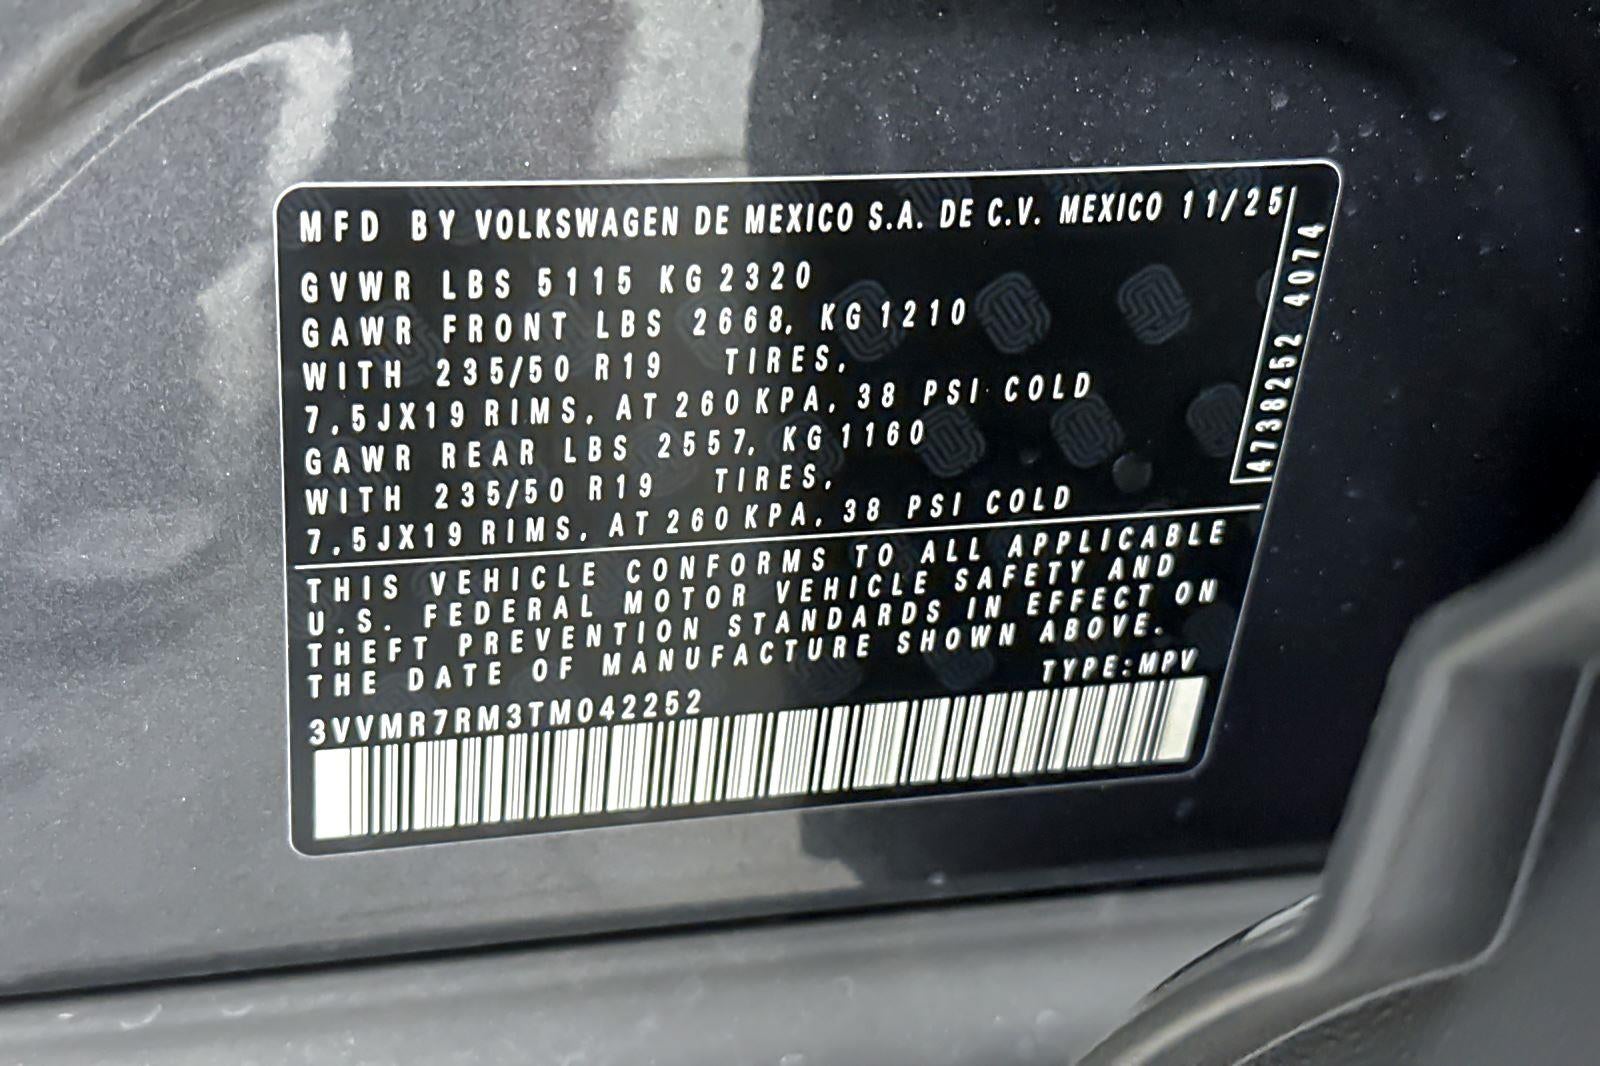 MFD BY VOLKSWAGEN DE MEXICO S.A. DE C.V. MEXICO 11/25
GVWR LBS 5115 KG 2320
GAWR FRONT LBS 2668, KG 1210
WITH 235/50 R19 TIRES,
7,5JX19 RIMS, AT 260 KPA, 38 PSI COLD
GAWR REAR LBS 2557, KG 1160
WITH 235/50 R19 TIRES,
7,5JX19 RIMS, AT 260 KPA, 38 PSI COLD
4738252 4074
THIS VEHICLE CONFORMS TO ALL APPLICABLE
U.S. FEDERAL MOTOR VEHICLE SAFETY AND
THEFT PREVENTION STANDARDS IN EFFECT ON
THE DATE OF MANUFACTURE SHOWN ABOVE.
TYPE:MPV
3VVMR7RM3TM042252